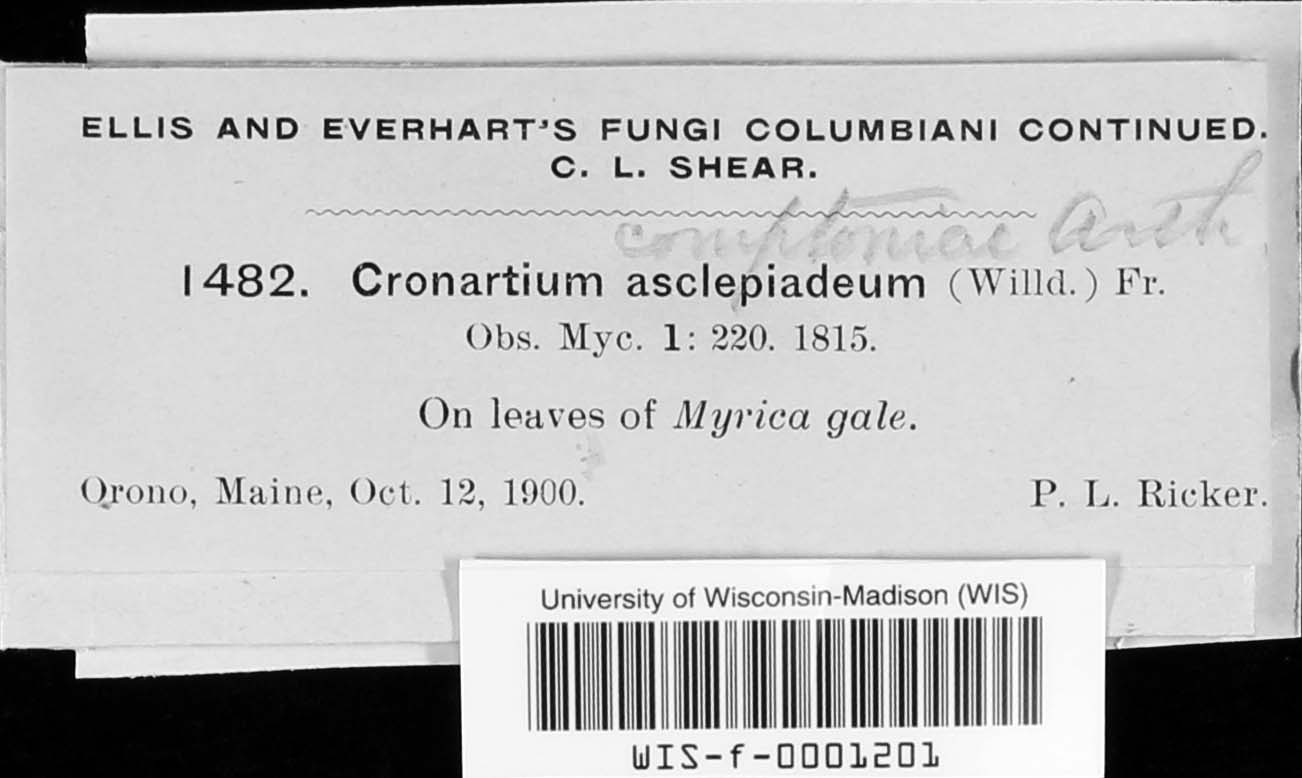 ELLIS AND EVERHART'S FUNGI COLUMBIANI CONTINUED.
C. L. SHEAR.
comptoniae Arth
1482. Cronartium asclepiadeum (Willd.) Fr.
Obs. Myc. 1: 220. 1815.
On leaves of Myrica gale.
Orono, Maine, Oct. 12, 1900. P. L. Ricker.
University of Wisconsin-Madison (WIS)
WIS-f-0001201